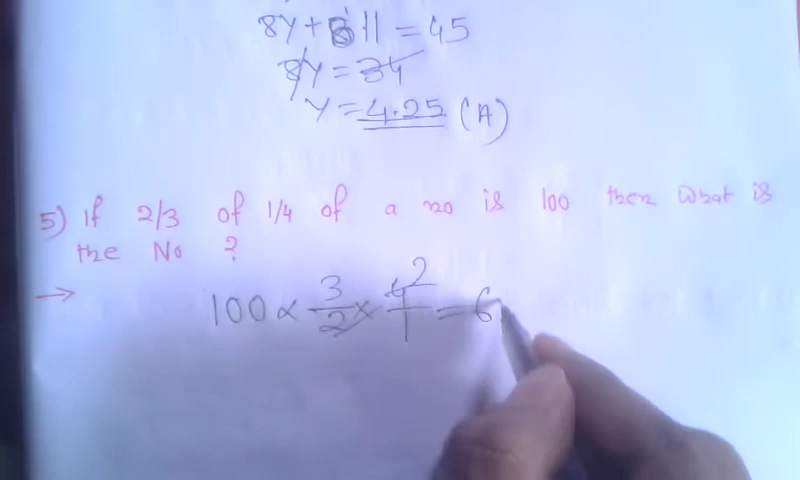 8Y + 11 = 45
8Y = 34
Y = 4.25 (A)
5) If 2/3 of 1/4 of a no is 100 then What is
the No ?
→ 100 × 3/2 × 4/1 2 = 6